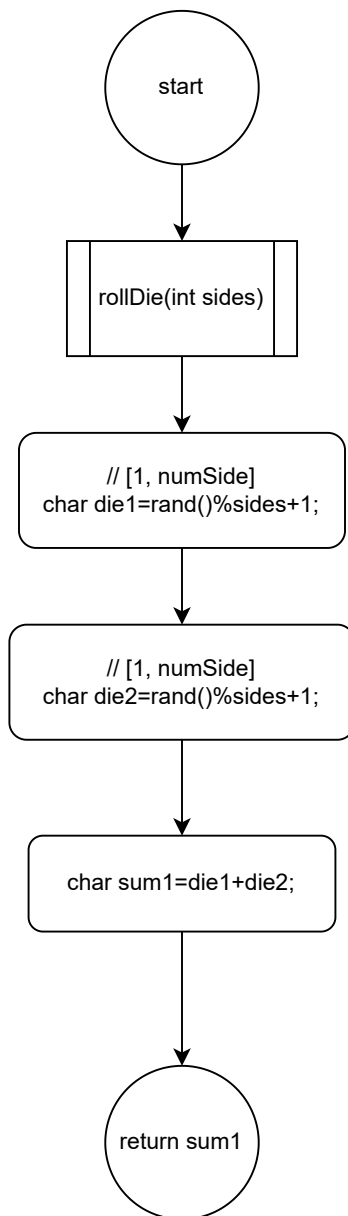 start
rollDie(int sides)
// [1, numSide]
char die1=rand()%sides+1;
// [1, numSide]
char die2=rand()%sides+1;
char sum1=die1+die2;
return sum1